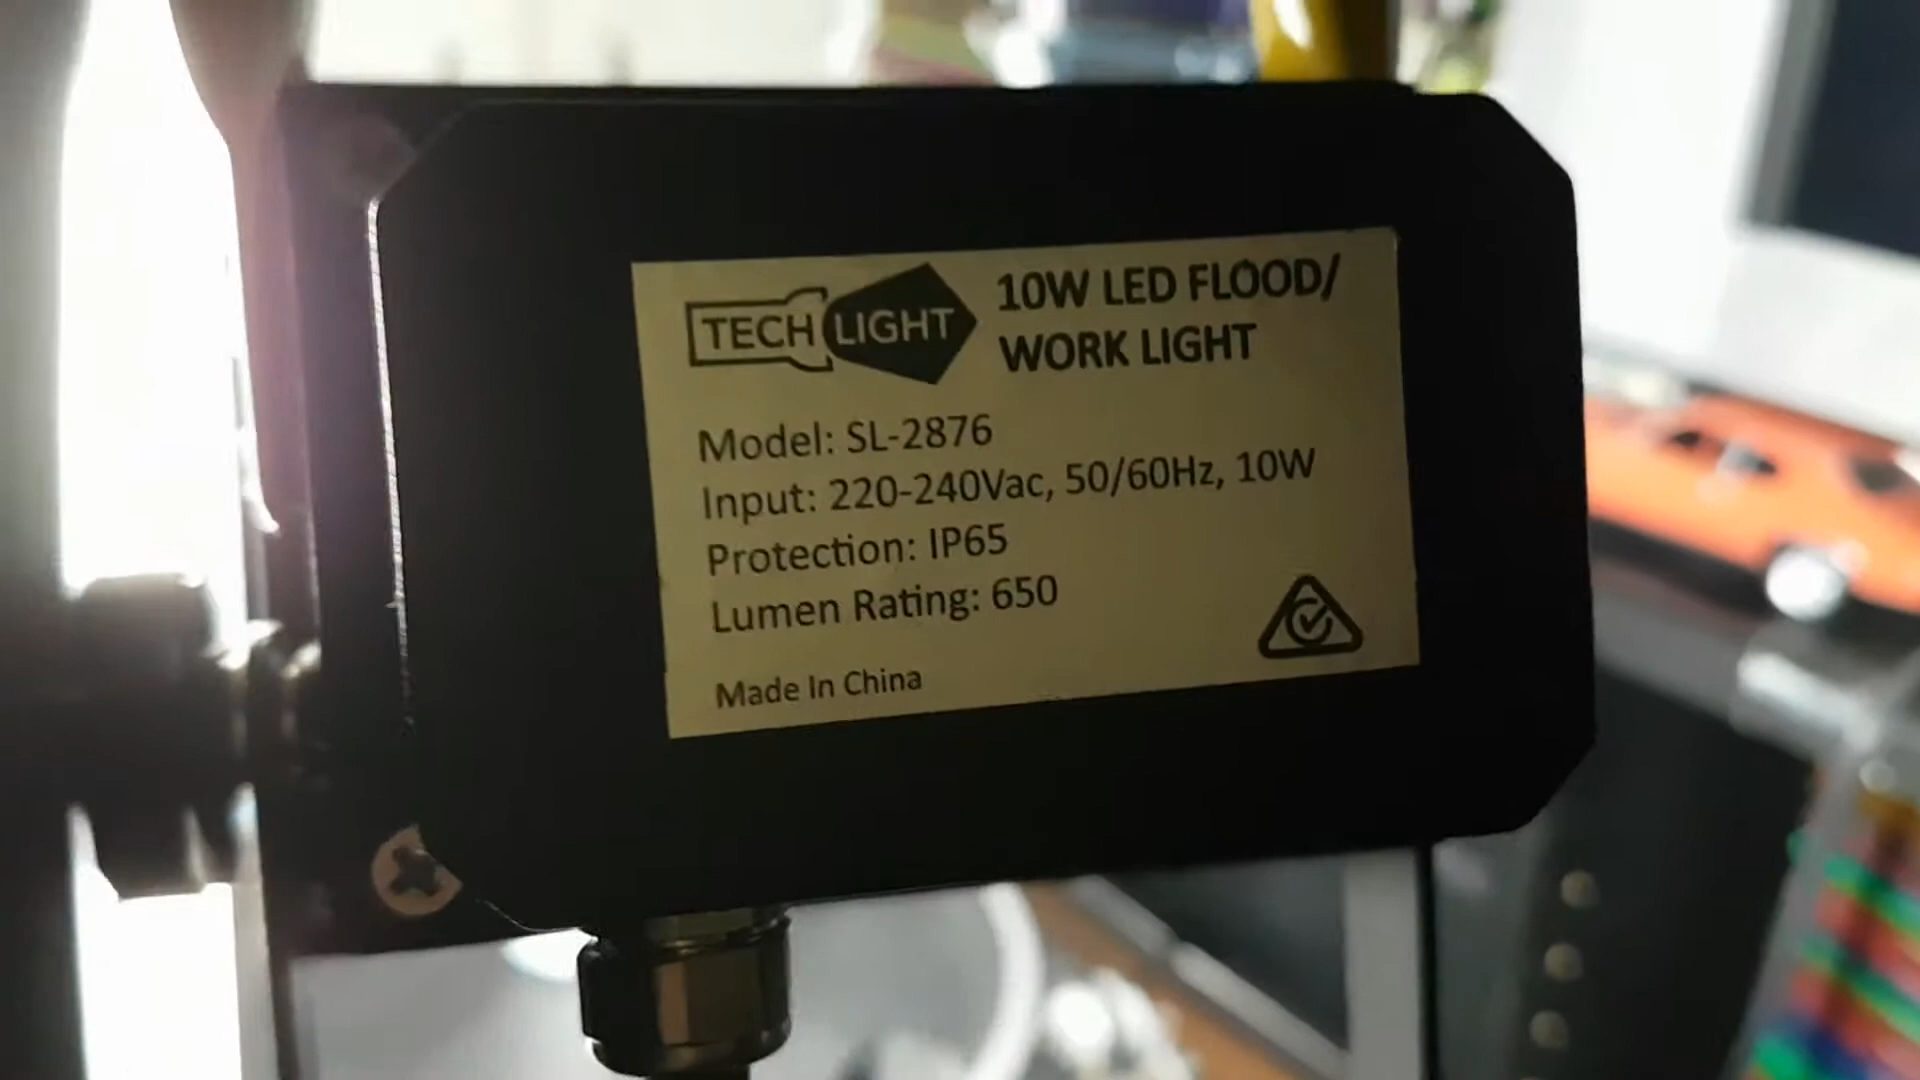 TECH LIGHT
10W LED FLOOD/
WORK LIGHT
Model: SL-2876
Input: 220-240Vac, 50/60Hz, 10W
Protection: IP65
Lumen Rating: 650
Made In China